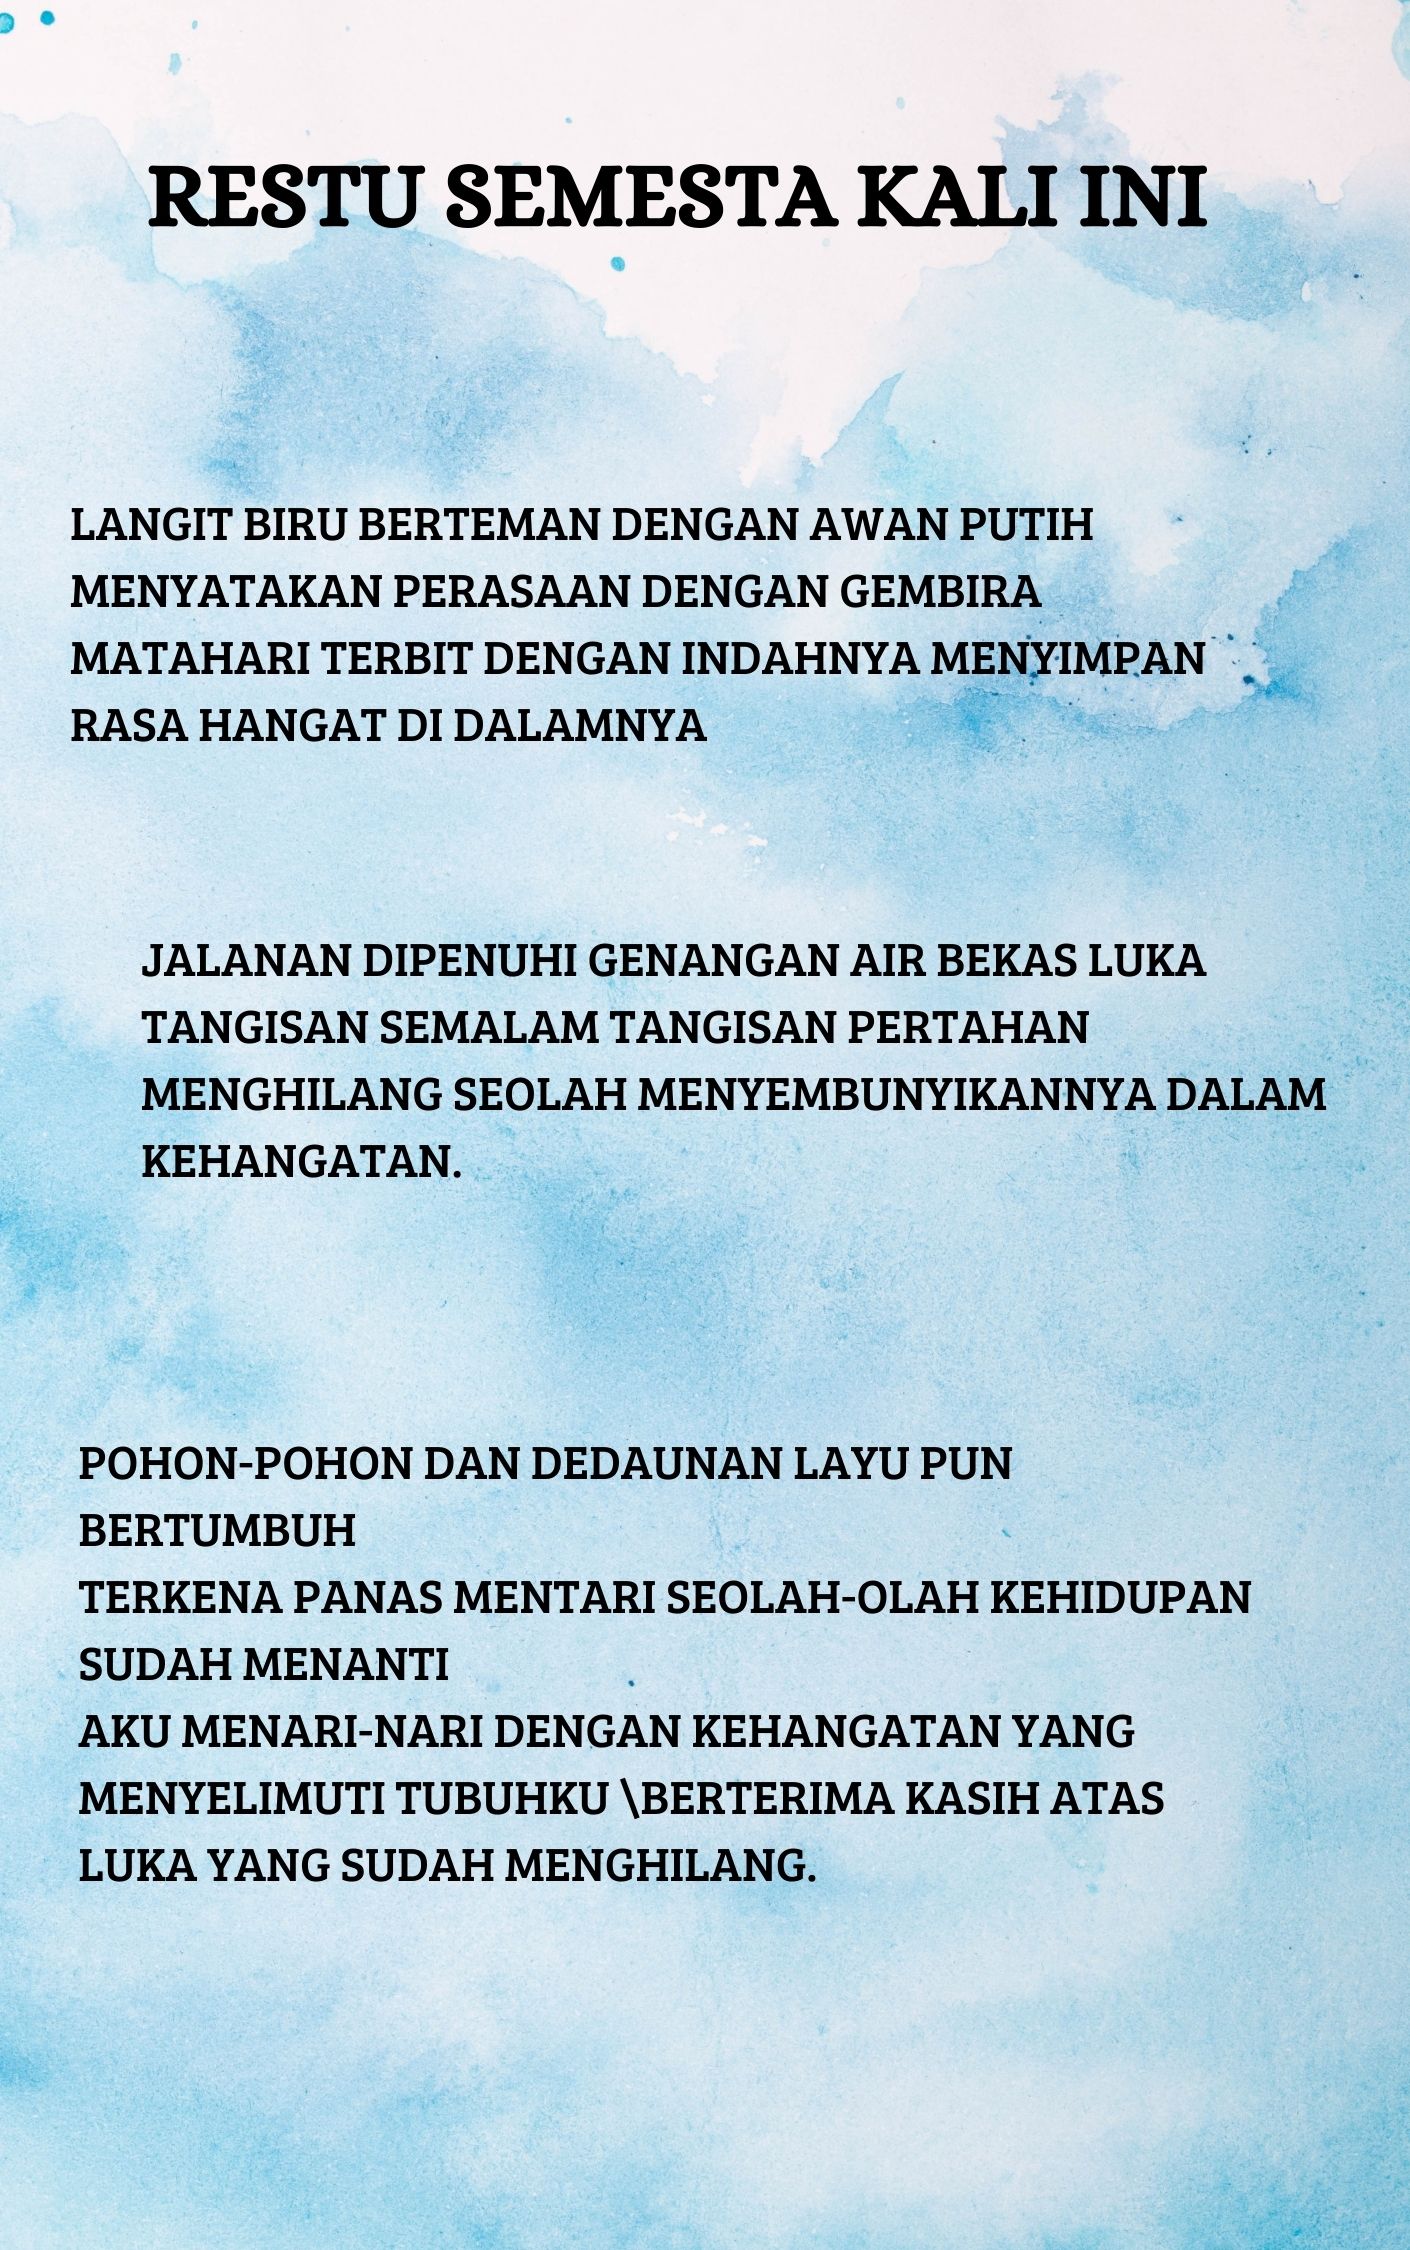 RESTU SEMESTA KALI INI
LANGIT BIRU BERTEMAN DENGAN AWAN PUTIH
MENYATAKAN PERASAAN DENGAN GEMBIRA
MATAHARI TERBIT DENGAN INDAHNYA MENYIMPAN
RASA HANGAT DI DALAMNYA
JALANAN DIPENUHI GENANGAN AIR BEKAS LUKA
TANGISAN SEMALAM TANGISAN PERTAHAN
MENGHILANG SEOLAH MENYEMBUNYIKANNYA DALAM
KEHANGATAN.
POHON-POHON DAN DEDAUNAN LAYU PUN
BERTUMBUH
TERKENA PANAS MENTARI SEOLAH-OLAH KEHIDUPAN
SUDAH MENANTI
AKU MENARI-NARI DENGAN KEHANGATAN YANG
MENYELIMUTI TUBUHKU \BERTERIMA KASIH ATAS
LUKA YANG SUDAH MENGHILANG.